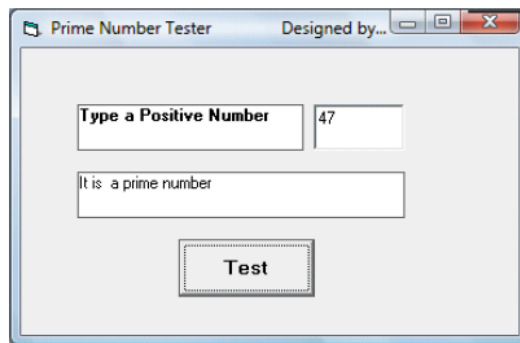 Prime Number Tester Designed by...
Type a Positive Number 47
It is a prime number
Test